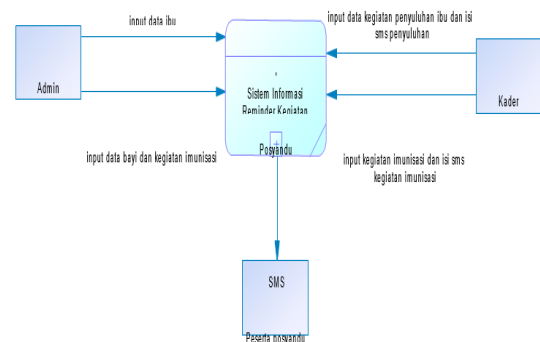 input data ibu
input data kegiatan penyuluhan ibu dan isi
sms penyuluhan
Admin
Sistem Informasi
Reminder Kegiatan
Posyandu
Kader
input data bayi dan kegiatan imunisasi
input kegiatan imunisasi dan isi sms
kegiatan imunisasi
SMS
Peserta posyandu